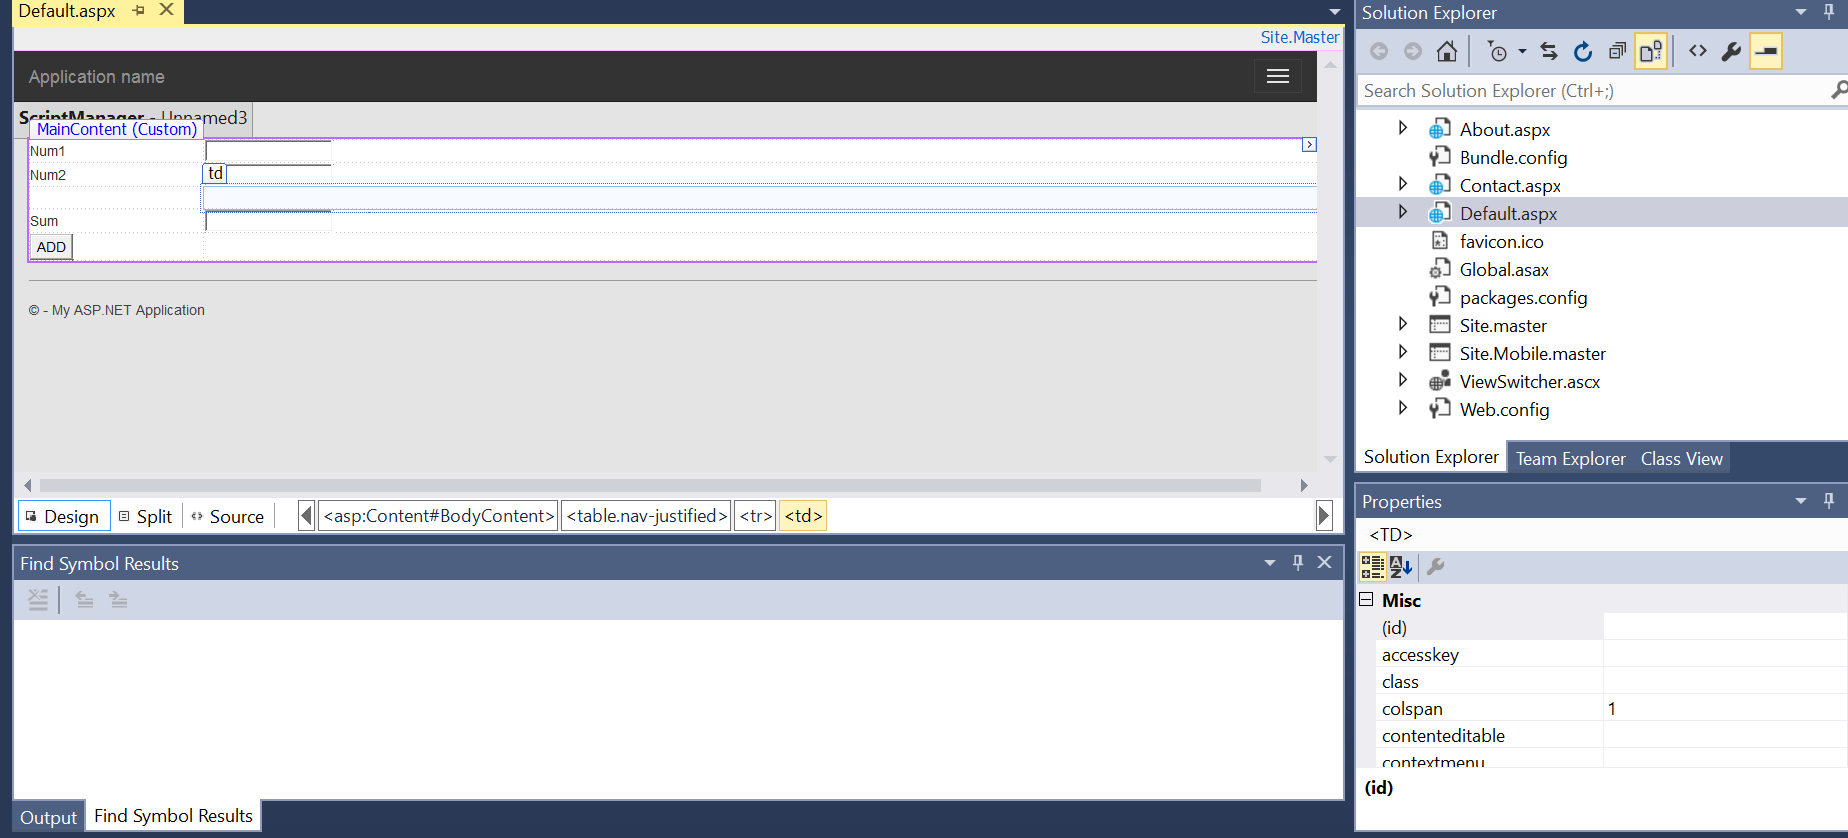 Default.aspx
Site.Master
Application name
ScriptManager - Unnamed3
MainContent (Custom)
Num1
Num2
td
Sum
ADD
© - My ASP.NET Application
Design
Split
Source
<asp:Content#BodyContent>
<table.nav-justified>
<tr>
<td>
Find Symbol Results
Output
Find Symbol Results
Solution Explorer
Search Solution Explorer (Ctrl+;)
About.aspx
Bundle.config
Contact.aspx
Default.aspx
favicon.ico
Global.asax
packages.config
Site.master
Site.Mobile.master
ViewSwitcher.ascx
Web.config
Solution Explorer
Team Explorer
Class View
Properties
<TD>
Misc
(id)
accesskey
class
colspan 1
contenteditable
contextmenu
(id)